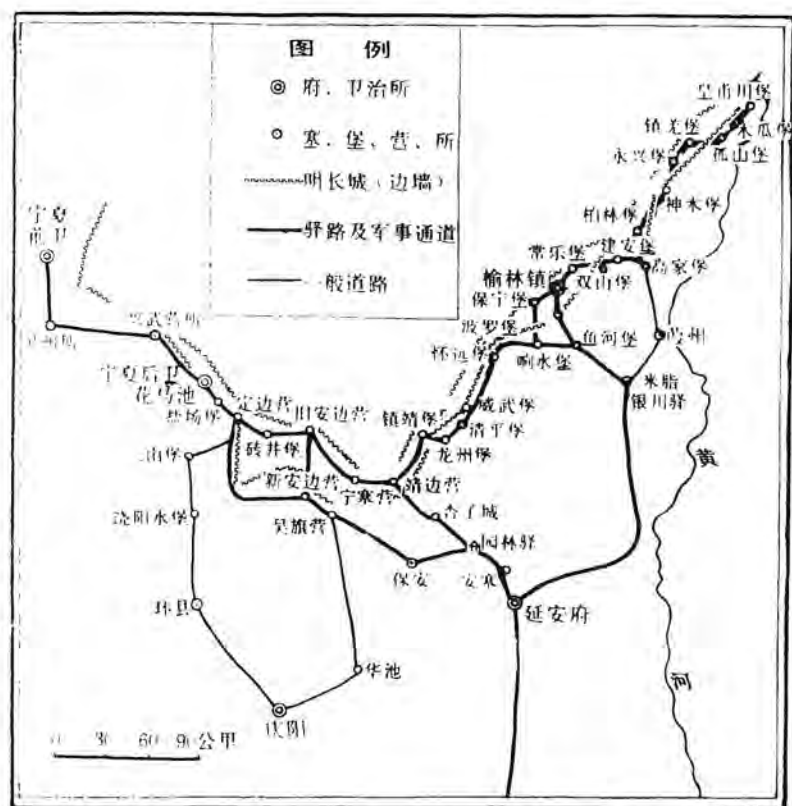 图 例
府、卫治所
寨、堡、营、所
明长城（边墙）
驿路及军事通道
一般道路
皇甫川堡
镇羌堡
木瓜堡
永兴堡
孤山堡
神木堡
柏林堡
宁夏
前卫
常乐堡
建安堡
高家堡
榆林镇
双山堡
保宁堡
兴武营所
波罗堡
鱼河堡
怀远堡
响水堡
宁夏后卫
花马池
定边营
旧安边营
镇靖堡
威武堡
米脂
银川驿
盐场堡
清平堡
砖井堡
龙州堡
黄
新安边营
宁塞营
靖边营
吴旗营
杏子城
园林驿
保安
安塞
环县
延安府
华池
河
庆阳
0 30 60 90公里